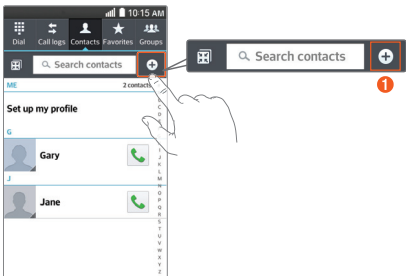 10:15 AM
Dial Call logs Contacts Favorites Groups
Search contacts
ME 2 contacts
Set up my profile
G
Gary
J
Jane
C
D
I
J
K
L
M
N
O
P
Q
R
S
T
U
V
W
X
Y
Z
Search contacts
1